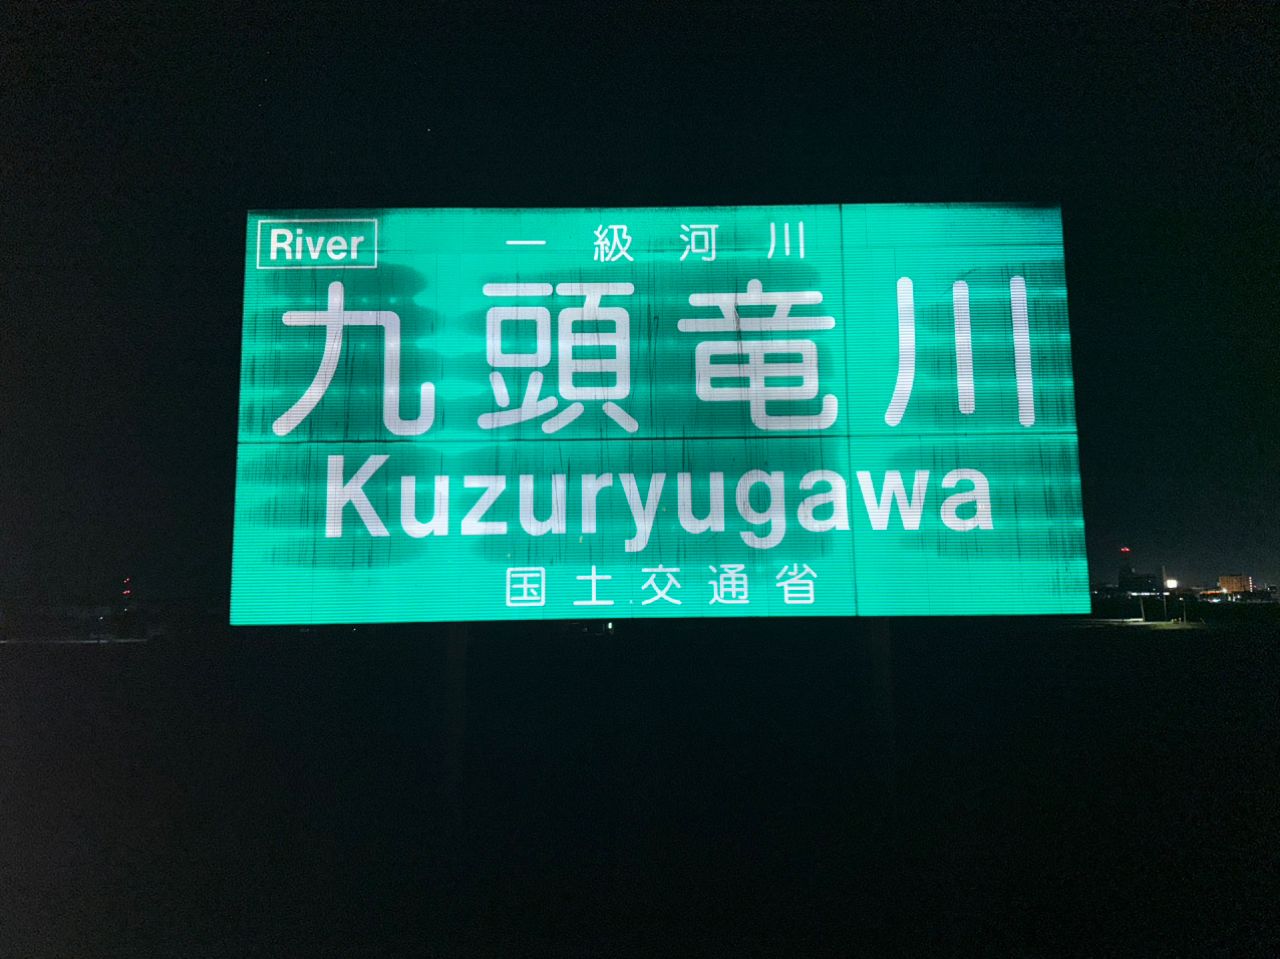 River
一級河川
九頭竜川
Kuzuryugawa
国土交通省